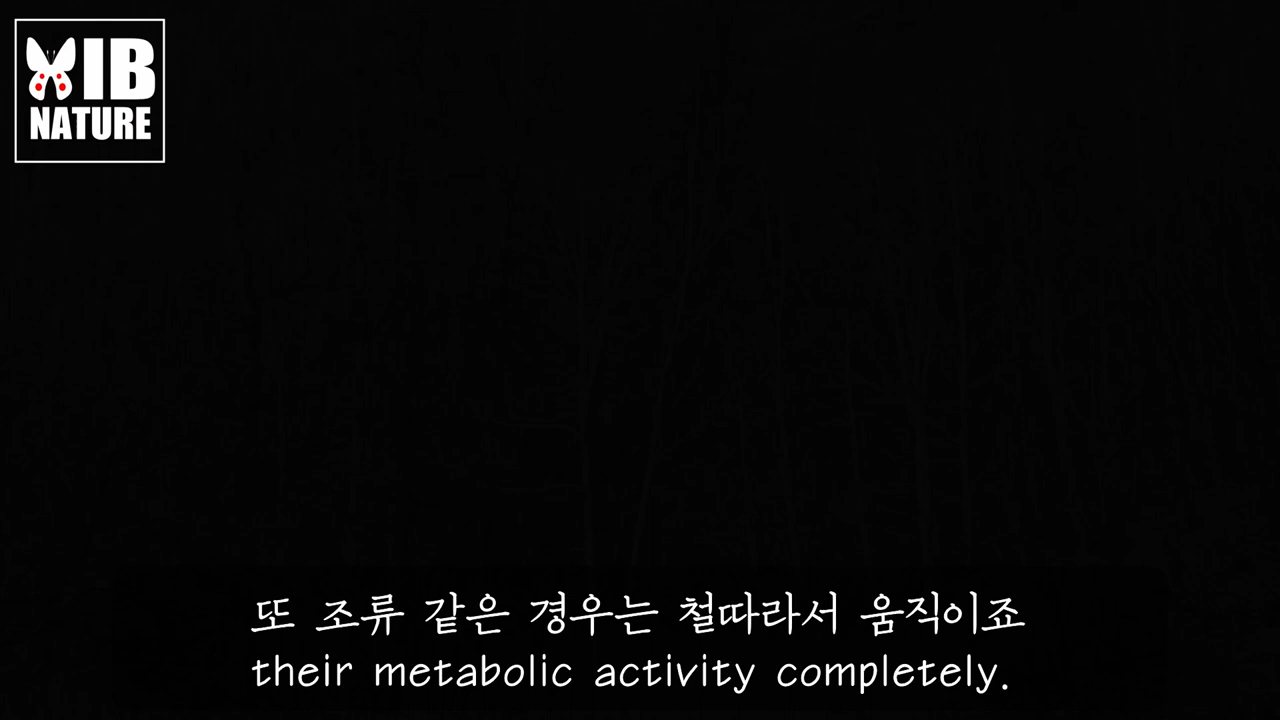 HIB
NATURE
또 조류 같은 경우는 철따라서 움직이죠
their metabolic activity completely.